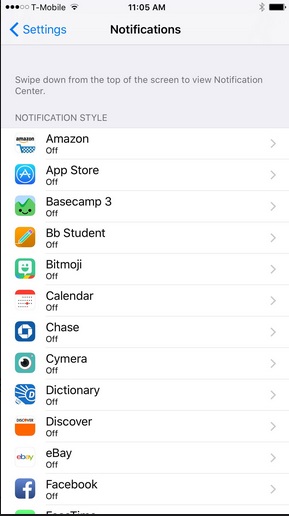 T-Mobile 11:05 AM
Settings Notifications
Swipe down from the top of the screen to view Notification
Center.
NOTIFICATION STYLE
amazon
Amazon
Off
App Store
Off
Basecamp 3
Off
Bb Student
Off
Bitmoji
Off
Calendar
Off
Chase
Off
Cymera
Off
Dictionary
Off
DISCOVER
Discover
Off
ebay
eBay
Off
Facebook
Off
FaceTime